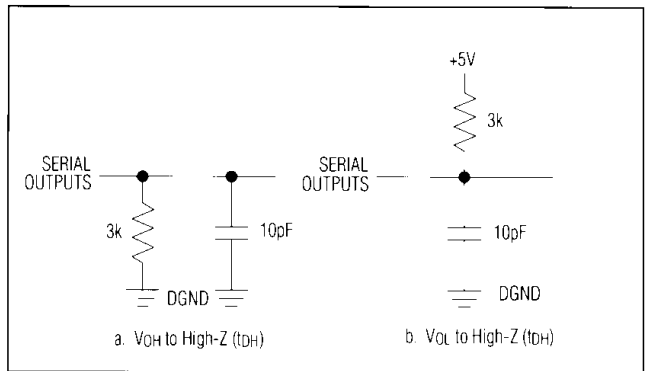 +5V
3k
SERIAL
OUTPUTS
SERIAL
OUTPUTS
3k
10pF
10pF
DGND
DGND
a. VOH to High-Z (tDH)
b. VOL to High-Z (tDH)